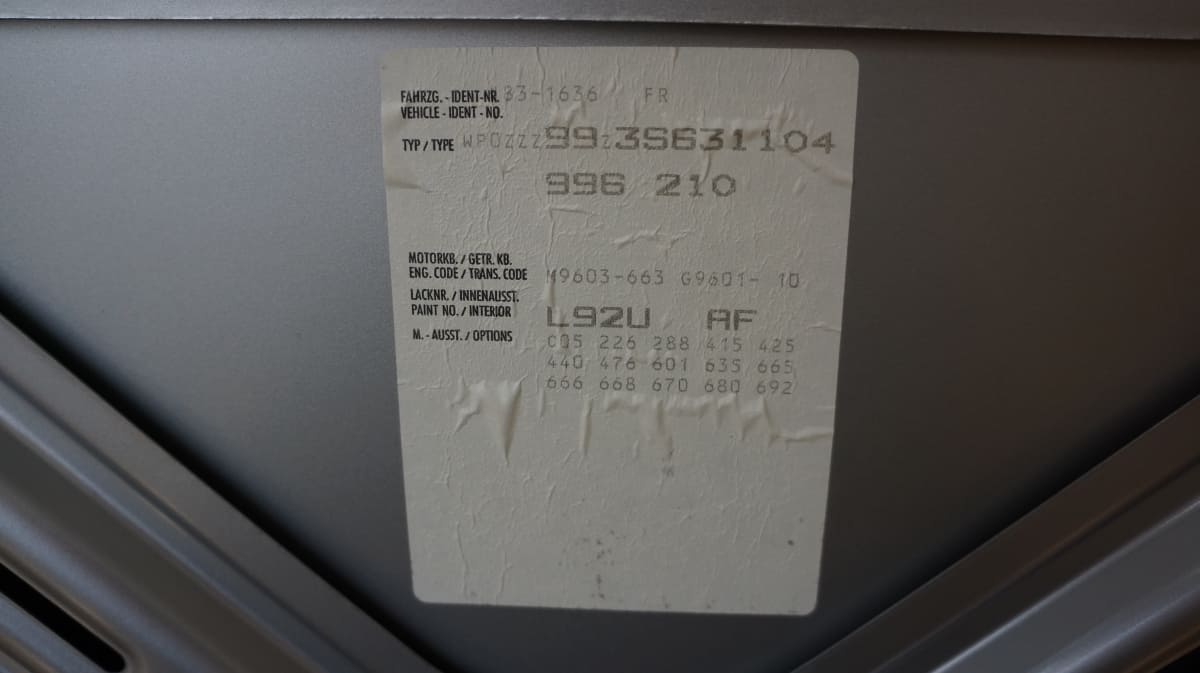 FAHRZG. - IDENT-NR. 33-1636 FR
VEHICLE - IDENT - NO.
TYP / TYPE WP0ZZZ99Z3S631104
996 210
MOTORKB. / GETR. KB.
ENG. CODE / TRANS. CODE M9603-663 G9601- 10
LACKNR. / INNENAUSST.
PAINT NO. / INTERIOR L92U AF
M. - AUSST. / OPTIONS C05 226 288 415 425
440 476 601 635 665
666 668 670 680 692